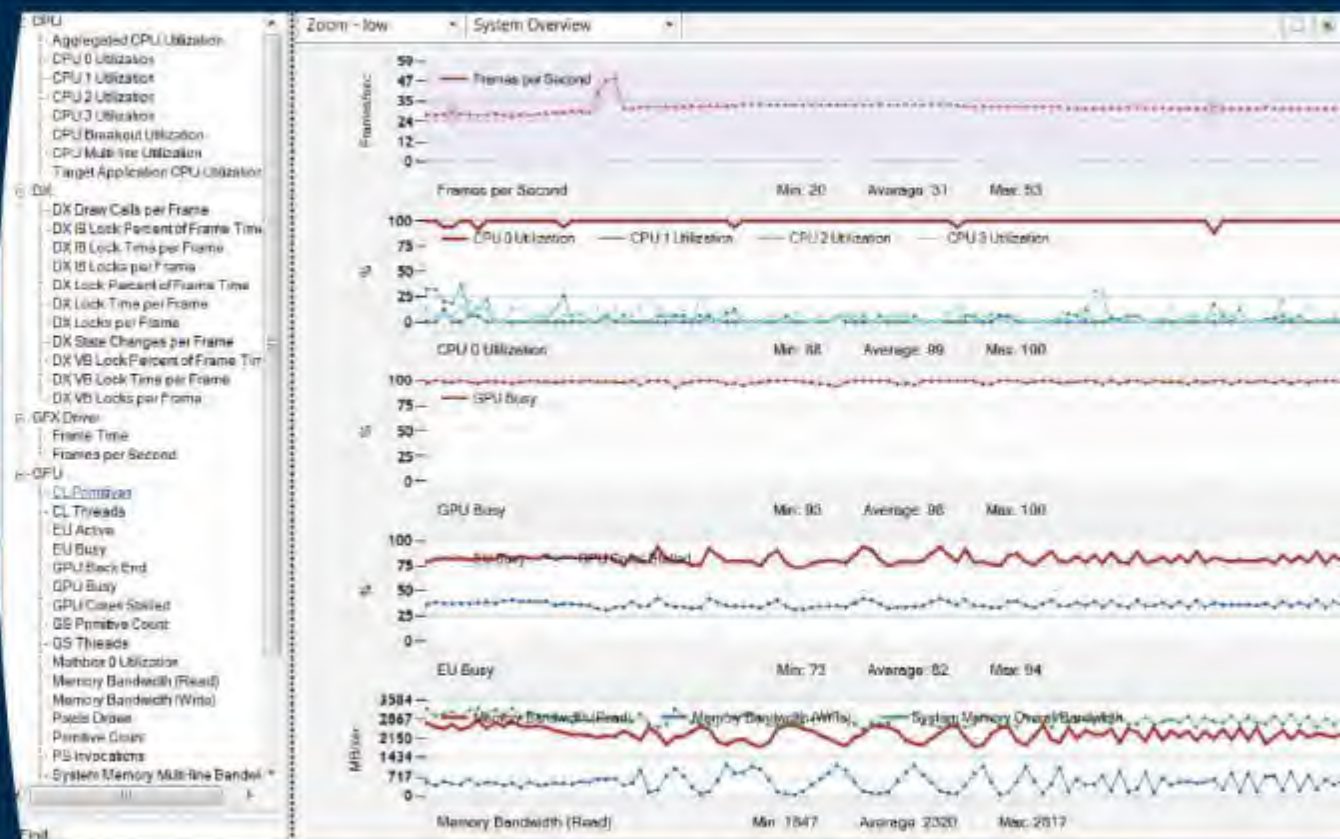 CPU
Aggregated CPU Utilization
CPU 0 Utilization
CPU 1 Utilization
CPU 2 Utilization
CPU 3 Utilization
CPU Breakout Utilization
CPU Multi-line Utilization
Target Application CPU Utilization
DX
DX Draw Calls per Frame
DX IB Lock Percent of Frame Time
DX IB Lock Time per Frame
DX IB Locks per Frame
DX Lock Percent of Frame Time
DX Lock Time per Frame
DX Locks per Frame
DX State Changes per Frame
DX VB Lock Percent of Frame Tim
DX VB Lock Time per Frame
DX VB Locks per Frame
GFX Driver
Frame Time
Frames per Second
GPU
CL Primitives
CL Threads
EU Active
EU Busy
GPU Back End
GPU Busy
GPU Cores Stalled
GS Primitive Count
GS Threads
Mathbox 0 Utilization
Memory Bandwidth (Read)
Memory Bandwidth (Write)
Pixels Drawn
Primitive Count
PS Invocations
System Memory Multi-line Bandwi
Find
Zoom - low System Overview
Frames/sec
59
47 Frames per Second
35
24
12
0
Frames per Second Min: 20 Average: 31 Max: 53
%
100
CPU 0 Utilization CPU 1 Utilization CPU 2 Utilization CPU 3 Utilization
75
50
25
0
CPU 0 Utilization Min: 88 Average: 99 Max: 100
%
100
GPU Busy
75
50
25
0
GPU Busy Min: 93 Average: 98 Max: 100
%
100
EU Busy GPU Cores Stalled
75
50
25
0
EU Busy Min: 73 Average: 82 Max: 94
MB/sec
3584
2867 Memory Bandwidth (Read) Memory Bandwidth (Write) System Memory Overall Bandwidth
2150
1434
717
0
Memory Bandwidth (Read) Min: 1847 Average: 2320 Max: 2817